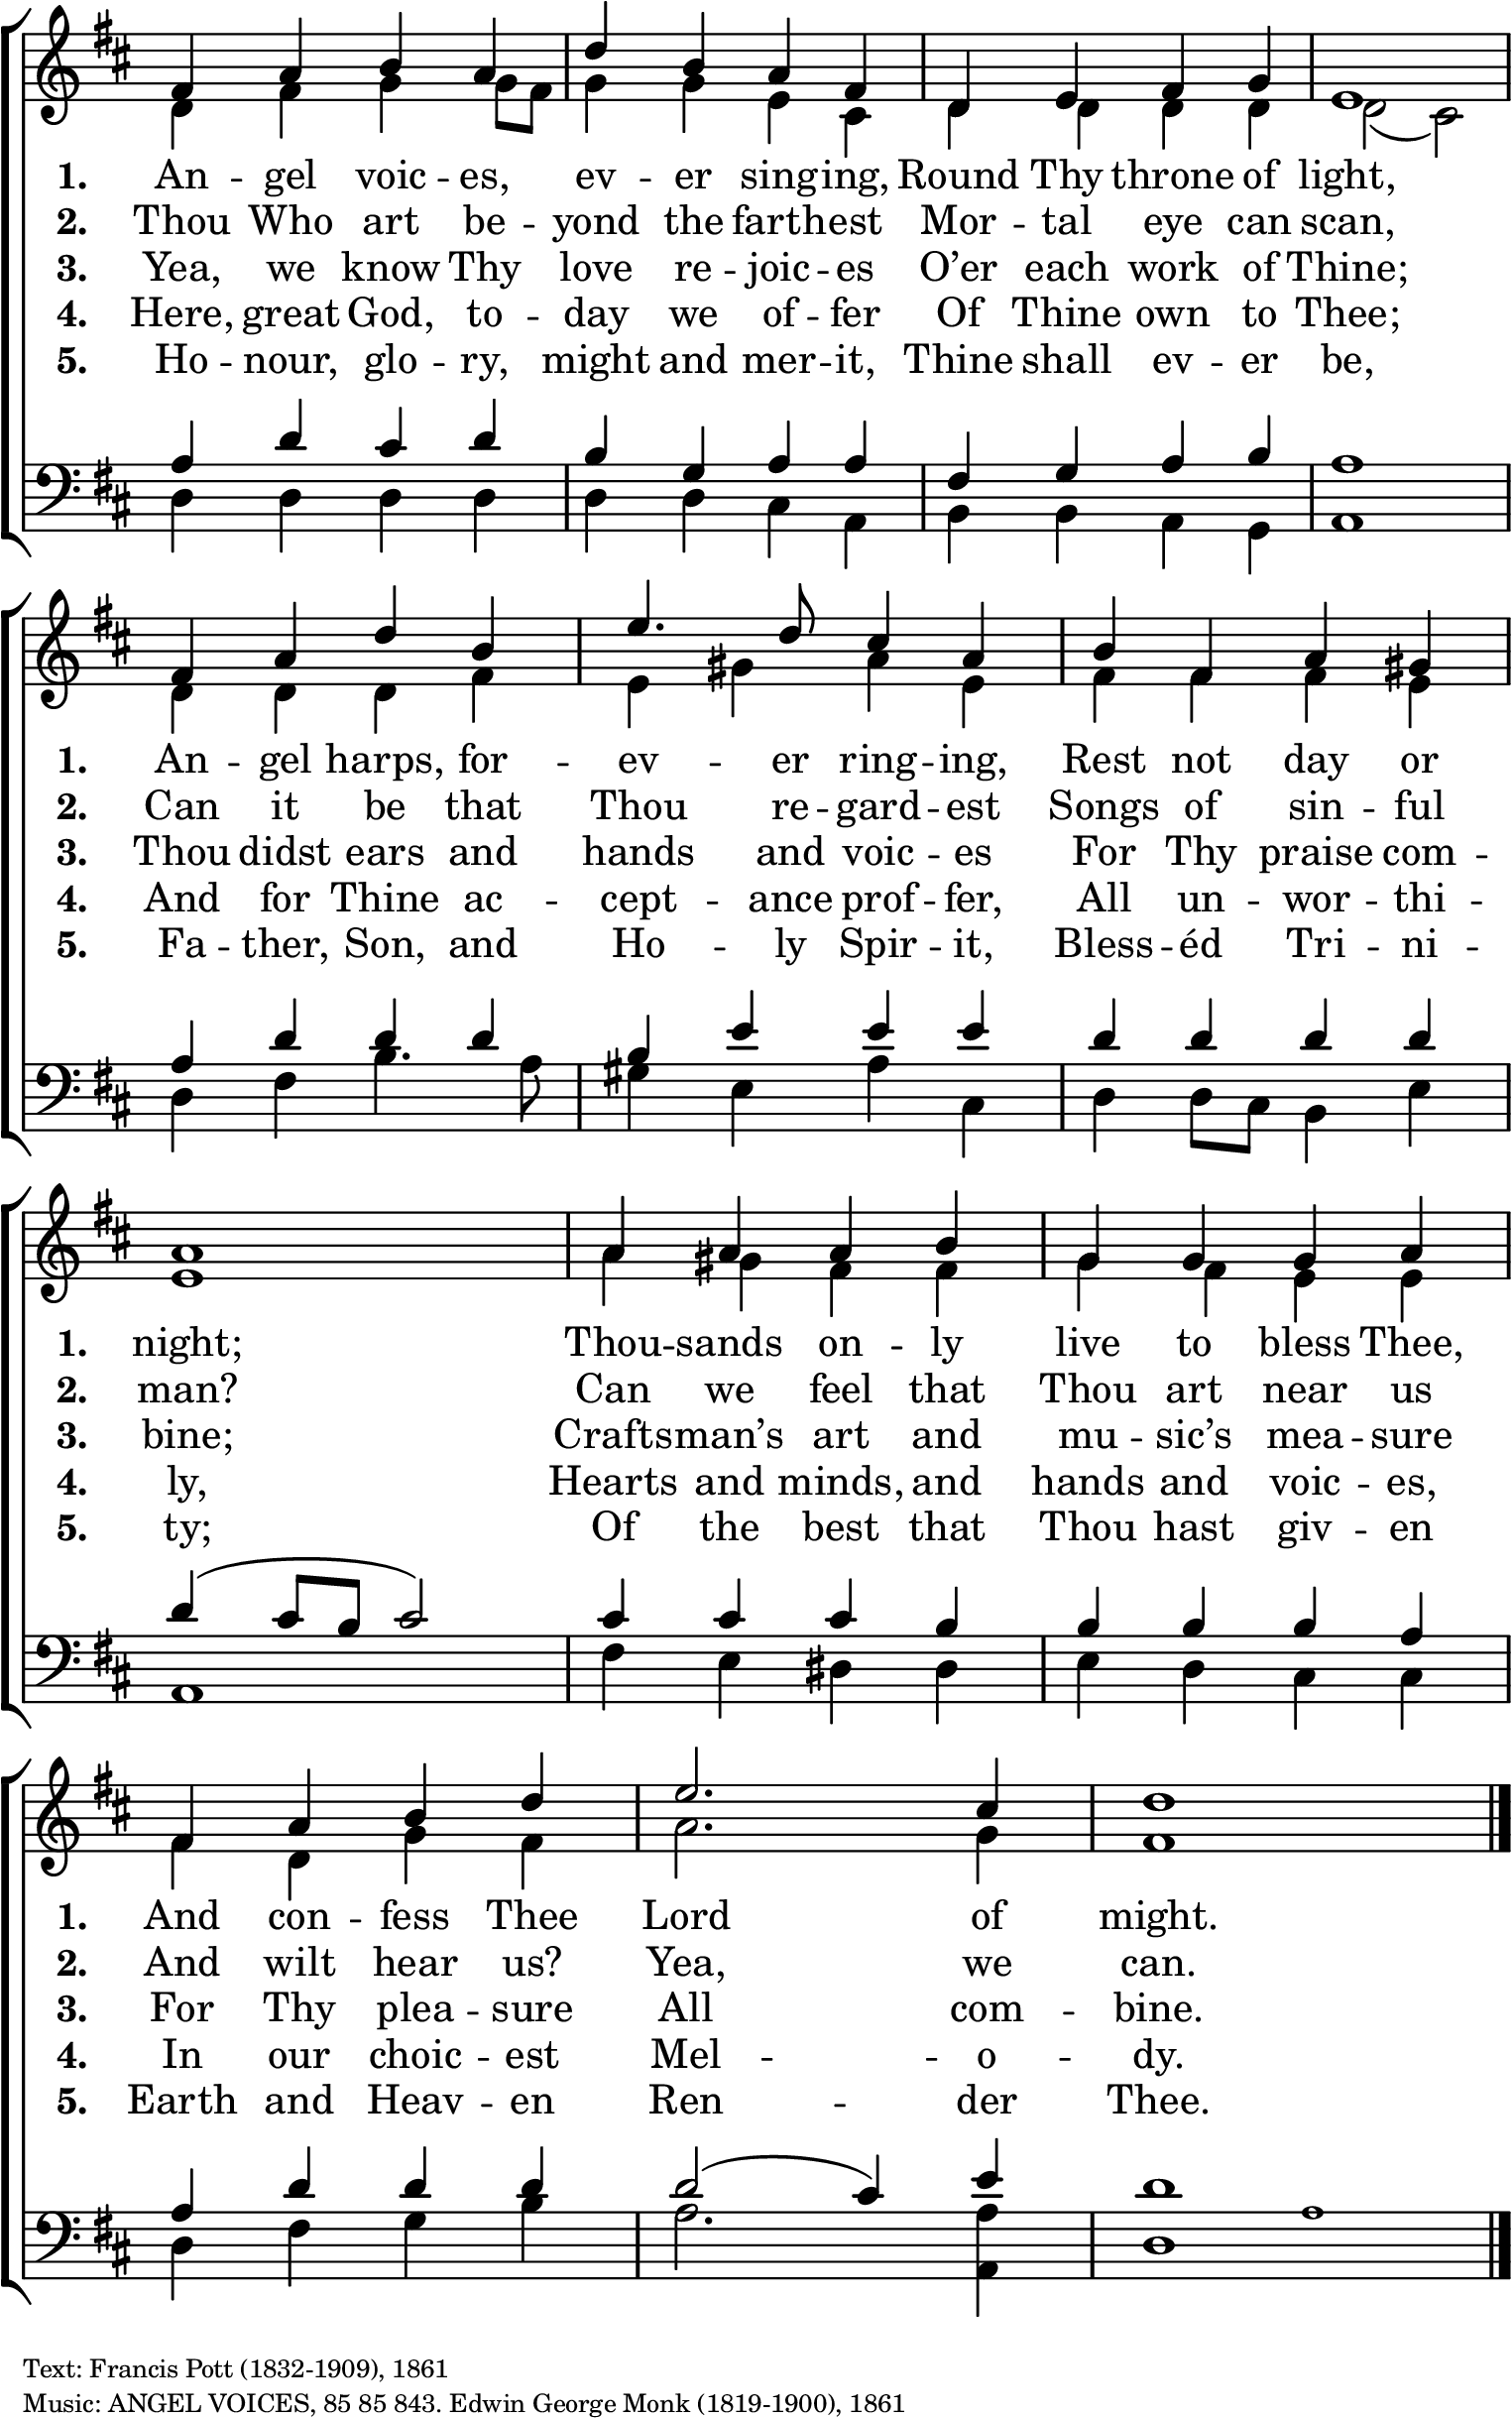 1. An -- gel voic -- es, ev -- er singing, Round Thy throne of light,
2. Thou Who art be -- yond the farthest Mor -- tal eye can scan,
3. Yea, we know Thy love re -- joic -- es O’er each work of Thine;
4. Here, great God, to -- day we of -- fer Of Thine own to Thee;
5. Ho -- nour, glo -- ry, might and mer -- it, Thine shall ev -- er be,
1. An -- gel harps, for -- ev -- er ring -- ing, Rest not day or
2. Can it be that Thou re -- gard -- est Songs of sin -- ful
3. Thou didst ears and hands and voic -- es For Thy praise com --
4. And for Thine ac -- cept -- ance prof -- fer, All un -- wor -- thi --
5. Fa -- ther, Son, and Ho -- ly Spir -- it, Bless -- éd Tri -- ni --
1. night; Thou -- sands on -- ly live to bless Thee,
2. man? Can we feel that Thou art near us
3. bine; Craftsman’s art and mu -- sic’s mea -- sure
4. ly, Hearts and minds, and hands and voic -- es,
5. ty; Of the best that Thou hast giv -- en
1. And con -- fess Thee Lord of might.
2. And wilt hear us? Yea, we can.
3. For Thy plea -- sure All com -- bine.
4. In our choic -- est Mel -- o -- dy.
5. Earth and Heav -- en Ren -- der Thee.
Text: Francis Pott (1832-1909), 1861
Music: ANGEL VOICES, 85 85 843. Edwin George Monk (1819-1900), 1861